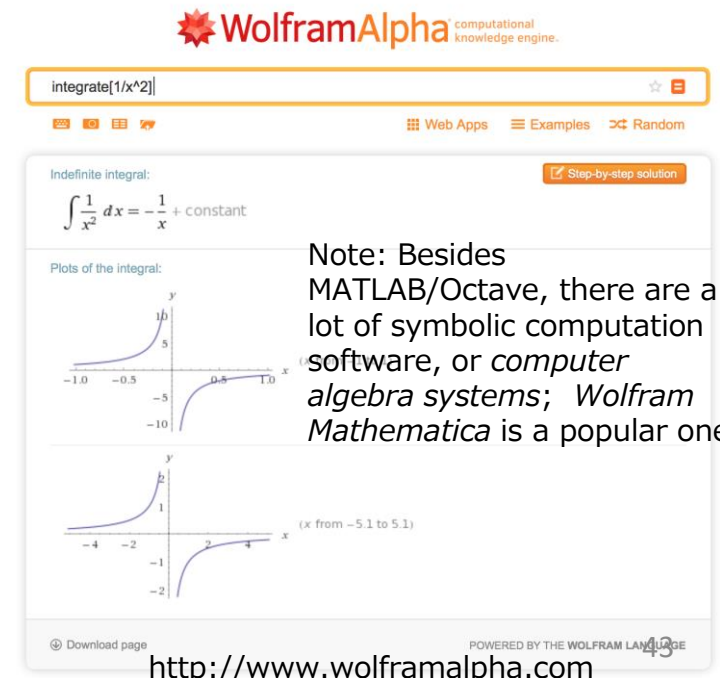 WolframAlpha computational knowledge engine.
integrate[1/x^2]
Web Apps Examples Random
Indefinite integral:
Step-by-step solution
∫ 1/x² dx = −1/x + constant
Plots of the integral:
Note: Besides
MATLAB/Octave, there are a
lot of symbolic computation
software, or computer
algebra systems; Wolfram
Mathematica is a popular one
y
10
5
−1.0 −0.5 0.5 1.0 x
−5
−10
y
2
1
(x from −5.1 to 5.1)
−4 −2 2 4 x
−1
−2
Download page
POWERED BY THE WOLFRAM LANGUAGE
43
http://www.wolframalpha.com